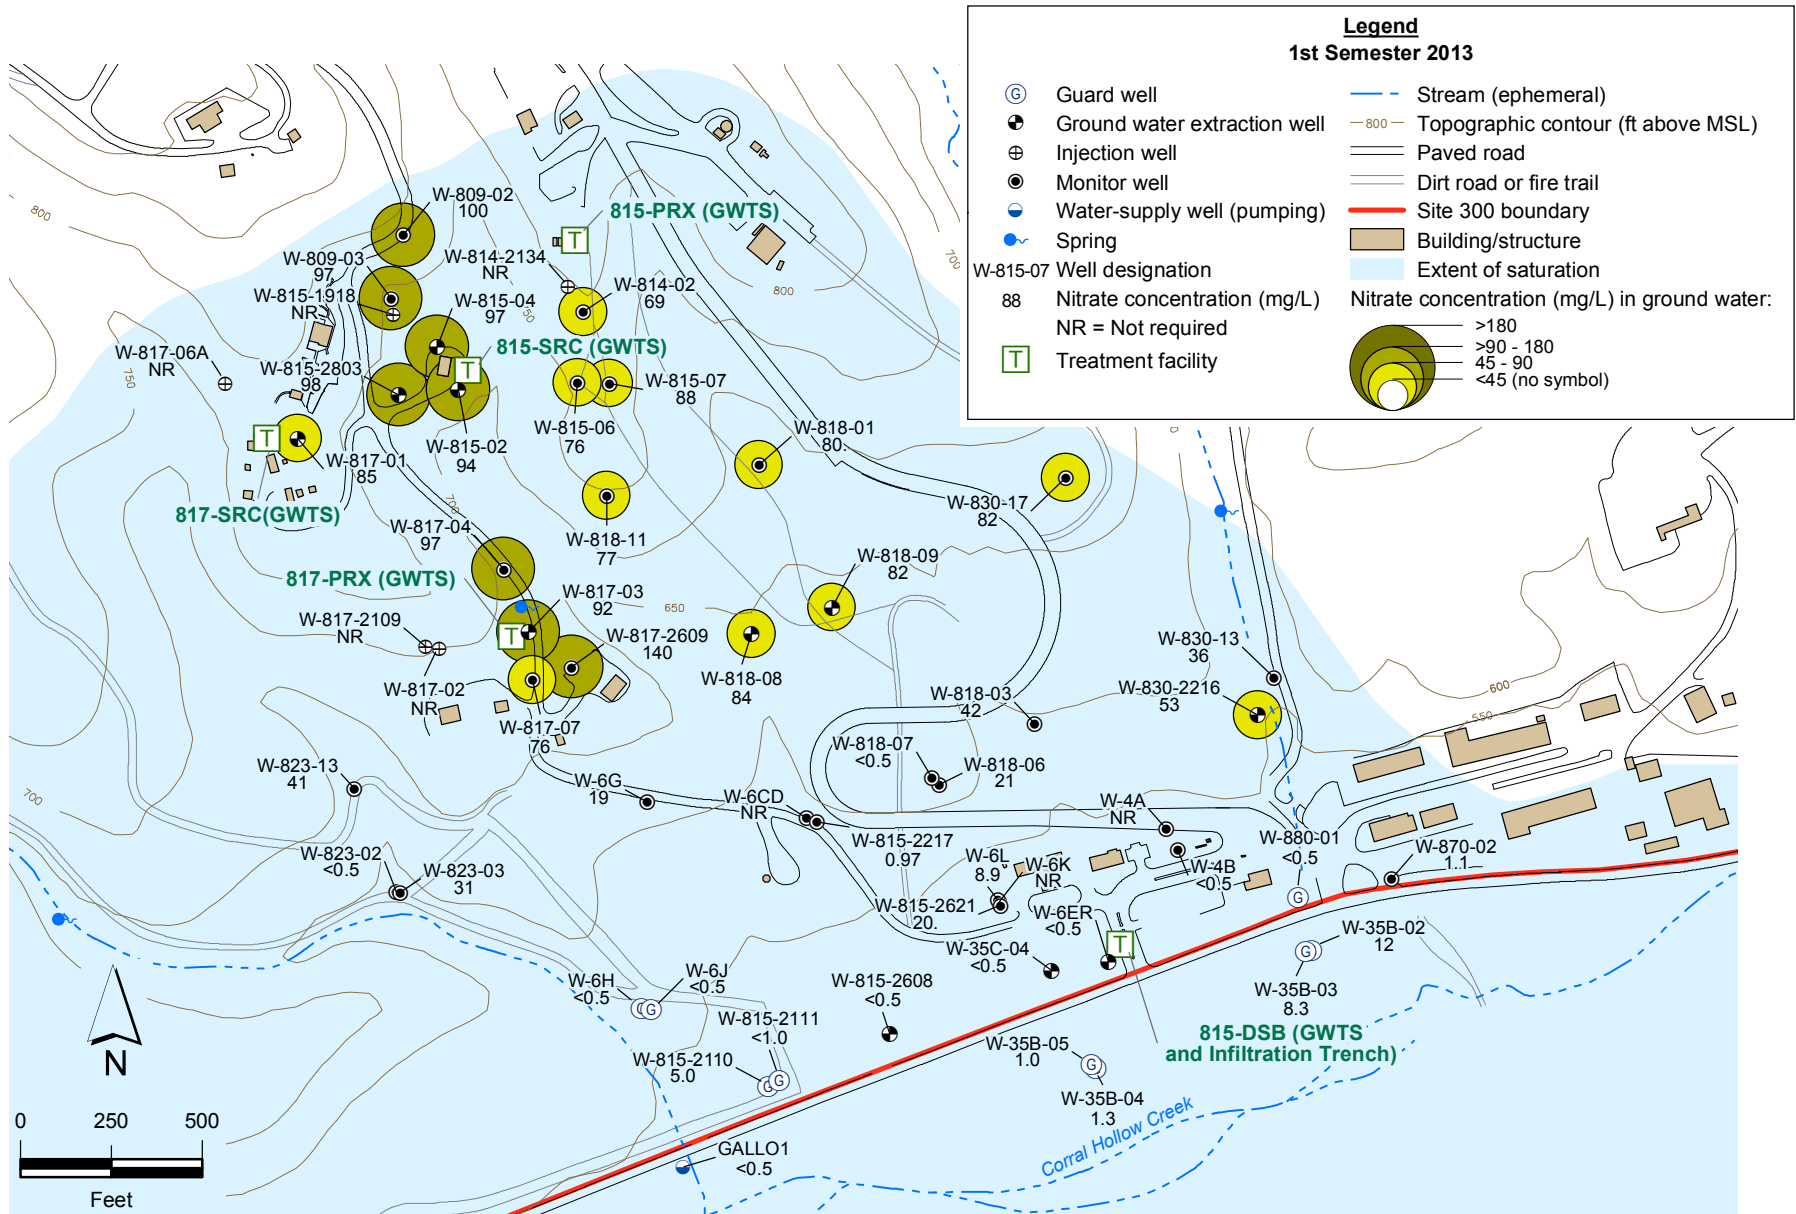 Legend
1st Semester 2013
Guard well
Ground water extraction well
Injection well
Monitor well
Water-supply well (pumping)
Spring
W-815-07 Well designation
88 Nitrate concentration (mg/L)
NR = Not required
T Treatment facility
Stream (ephemeral)
800 Topographic contour (ft above MSL)
Paved road
Dirt road or fire trail
Site 300 boundary
Building/structure
Extent of saturation
Nitrate concentration (mg/L) in ground water:
>180
>90 - 180
45 - 90
<45 (no symbol)
800
W-809-02
100
815-PRX (GWTS)
T
W-809-03
97
W-814-2134
NR
700
800
W-815-1918
NR
W-815-04
97
W-814-02
69
815-SRC (GWTS)
T
W-817-06A
NR
750
W-815-2803
98
W-815-07
88
W-815-02
94
W-815-06
76
W-818-01
80.
T
W-817-01
85
817-SRC(GWTS)
700
W-830-17
82
W-817-04
97
W-818-11
77
W-818-09
82
817-PRX (GWTS)
W-817-03
92
650
W-817-2109
NR
T
W-817-2609
140
W-830-13
36
W-817-02
NR
W-818-08
84
W-818-03
42
W-830-2216
53
600
550
W-817-07
76
W-818-07
<0.5
W-818-06
21
W-823-13
41
W-6G
19
W-6CD
NR
W-4A
NR
700
W-815-2217
0.97
W-880-01
<0.5
W-870-02
1.1
W-823-02
<0.5
W-823-03
31
W-6L
8.9
W-6K
NR
W-4B
<0.5
W-815-2621
20.
W-6ER
<0.5
W-35B-02
12
W-35C-04
<0.5
T
W-6H
<0.5
W-6J
<0.5
W-815-2608
<0.5
W-35B-03
8.3
W-815-2111
<1.0
815-DSB (GWTS
and Infiltration Trench)
W-35B-05
1.0
W-815-2110
5.0
W-35B-04
1.3
Corral Hollow Creek
GALLO1
<0.5
N
0 250 500
Feet